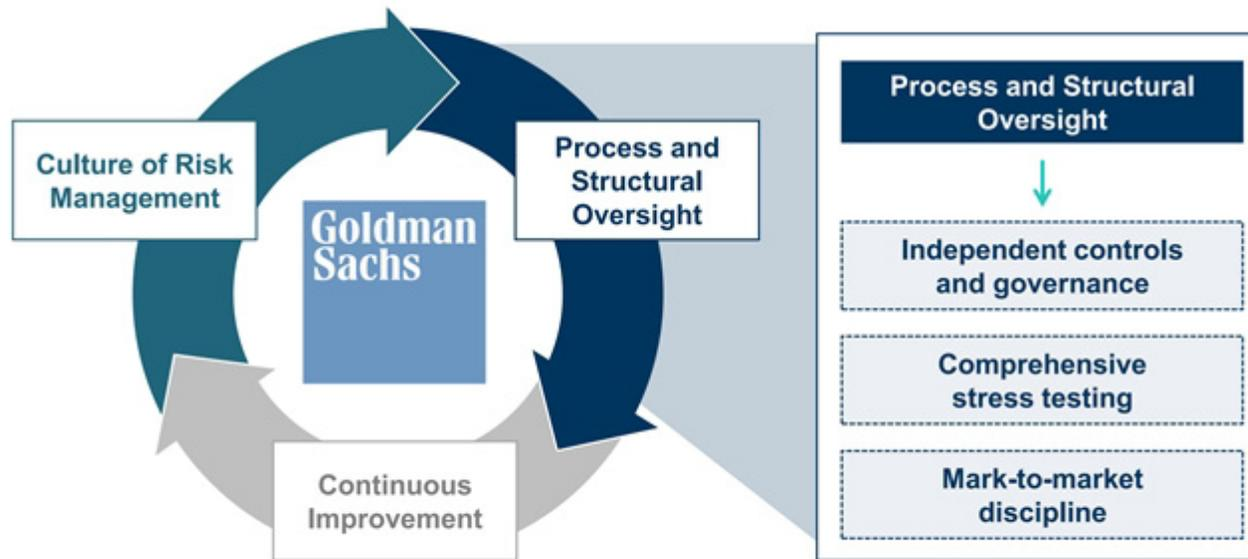 Culture of Risk
Management
Goldman
Sachs
Process and
Structural
Oversight
Continuous
Improvement
Process and Structural
Oversight
Independent controls
and governance
Comprehensive
stress testing
Mark-to-market
discipline